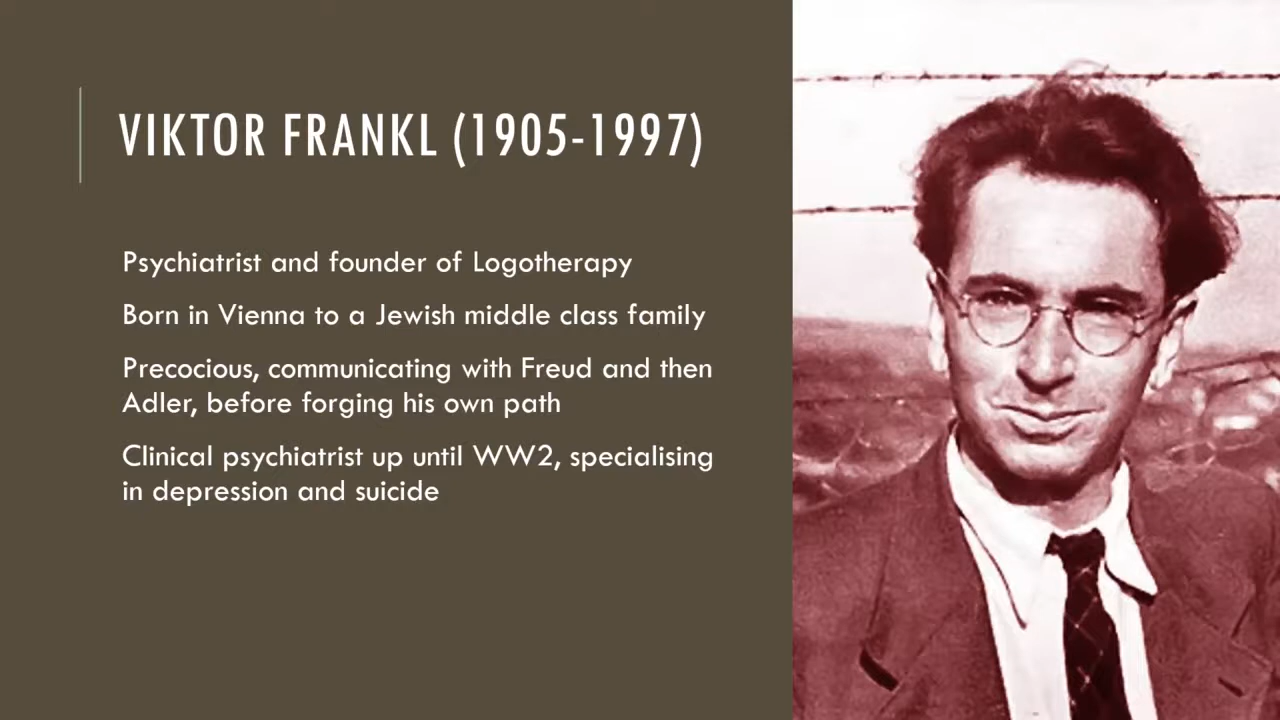 VIKTOR FRANKL (1905-1997)
Psychiatrist and founder of Logotherapy
Born in Vienna to a Jewish middle class family
Precocious, communicating with Freud and then
Adler, before forging his own path
Clinical psychiatrist up until WW2, specialising
in depression and suicide